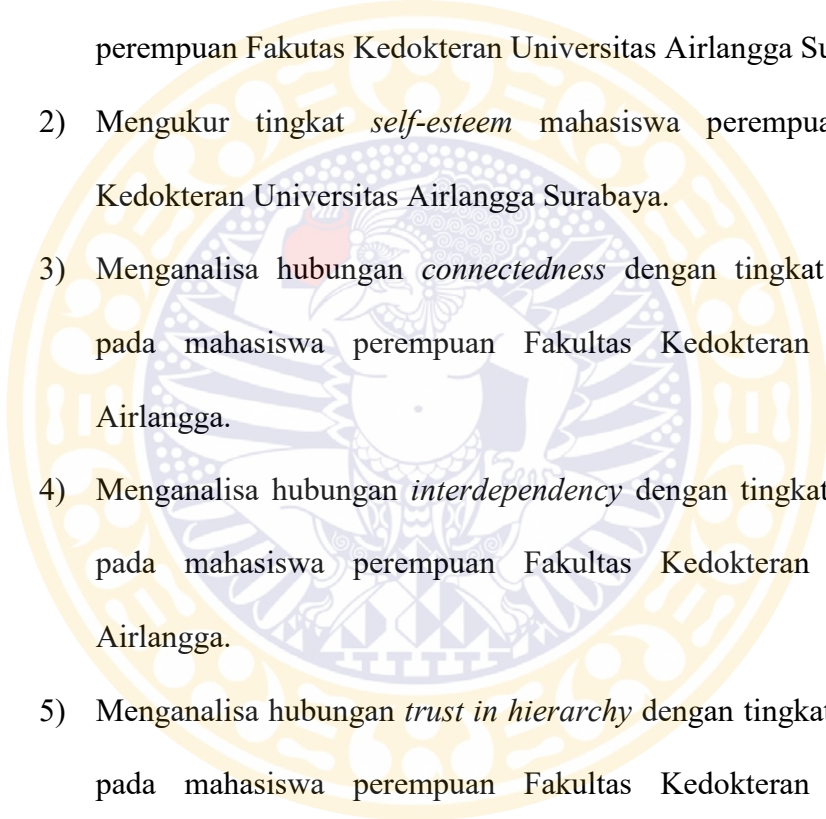 perempuan Fakutas Kedokteran Universitas Airlangga Su
2) Mengukur tingkat self-esteem mahasiswa perempua
Kedokteran Universitas Airlangga Surabaya.
3) Menganalisa hubungan connectedness dengan tingkat
pada mahasiswa perempuan Fakultas Kedokteran
Airlangga.
4) Menganalisa hubungan interdependency dengan tingkat
pada mahasiswa perempuan Fakultas Kedokteran
Airlangga.
5) Menganalisa hubungan trust in hierarchy dengan tingkat
pada mahasiswa perempuan Fakultas Kedokteran